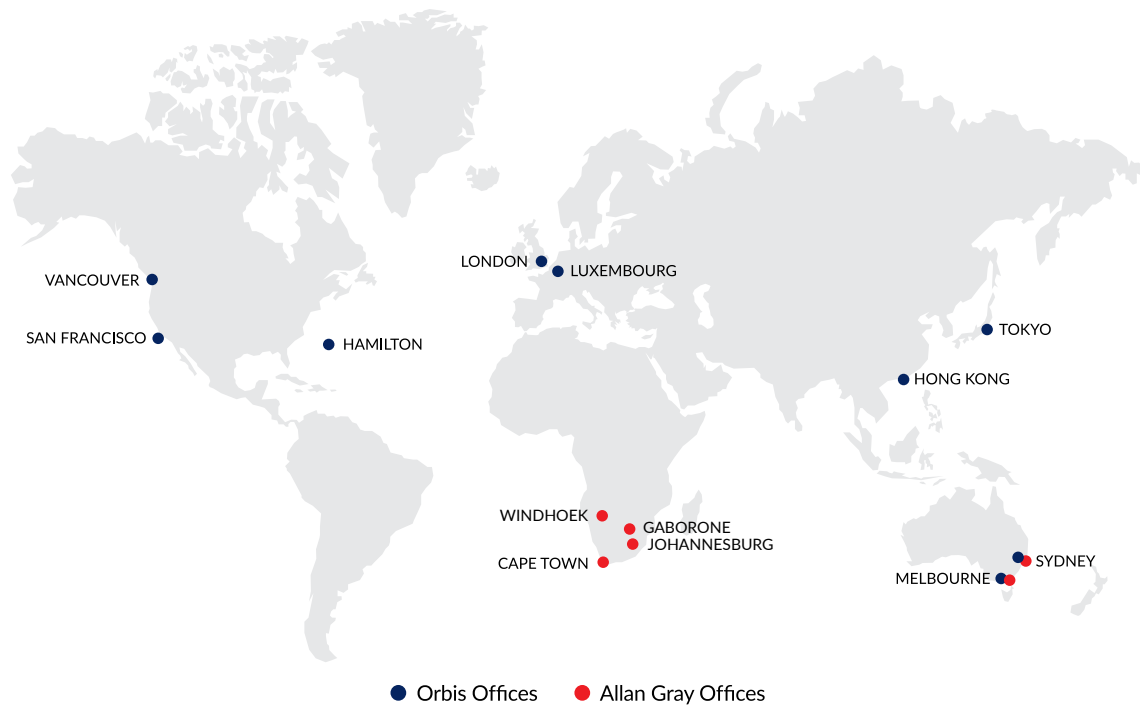 LONDON
LUXEMBOURG
VANCOUVER
TOKYO
SAN FRANCISCO
HAMILTON
HONG KONG
WINDHOEK
GABORONE
JOHANNESBURG
CAPE TOWN
SYDNEY
MELBOURNE
Orbis Offices
Allan Gray Offices